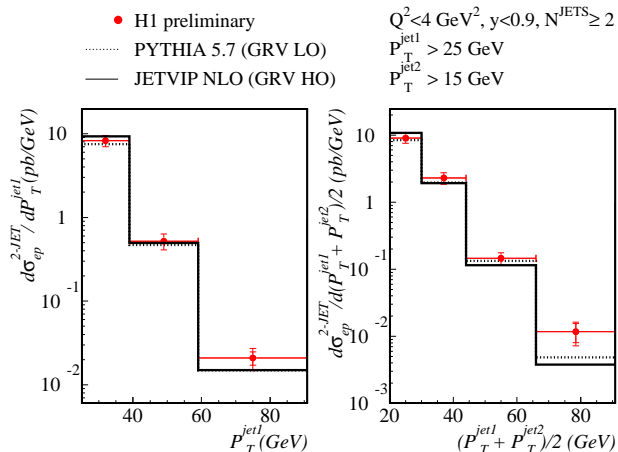 H1 preliminary
PYTHIA 5.7 (GRV LO)
JETVIP NLO (GRV HO)
Q²<4 GeV², y<0.9, N^JETS ≥ 2
P_T^jet1 > 25 GeV
P_T^jet2 > 15 GeV
dσ_ep^2-JET / dP_T^jet1 (pb/GeV)
10
1
10^-1
10^-2
40 60 80
P_T^jet1 (GeV)
dσ_ep^2-JET / d(P_T^jet1 + P_T^jet2)/2 (pb/GeV)
10
1
10^-1
10^-2
10^-3
20 40 60 80
(P_T^jet1 + P_T^jet2)/2 (GeV)